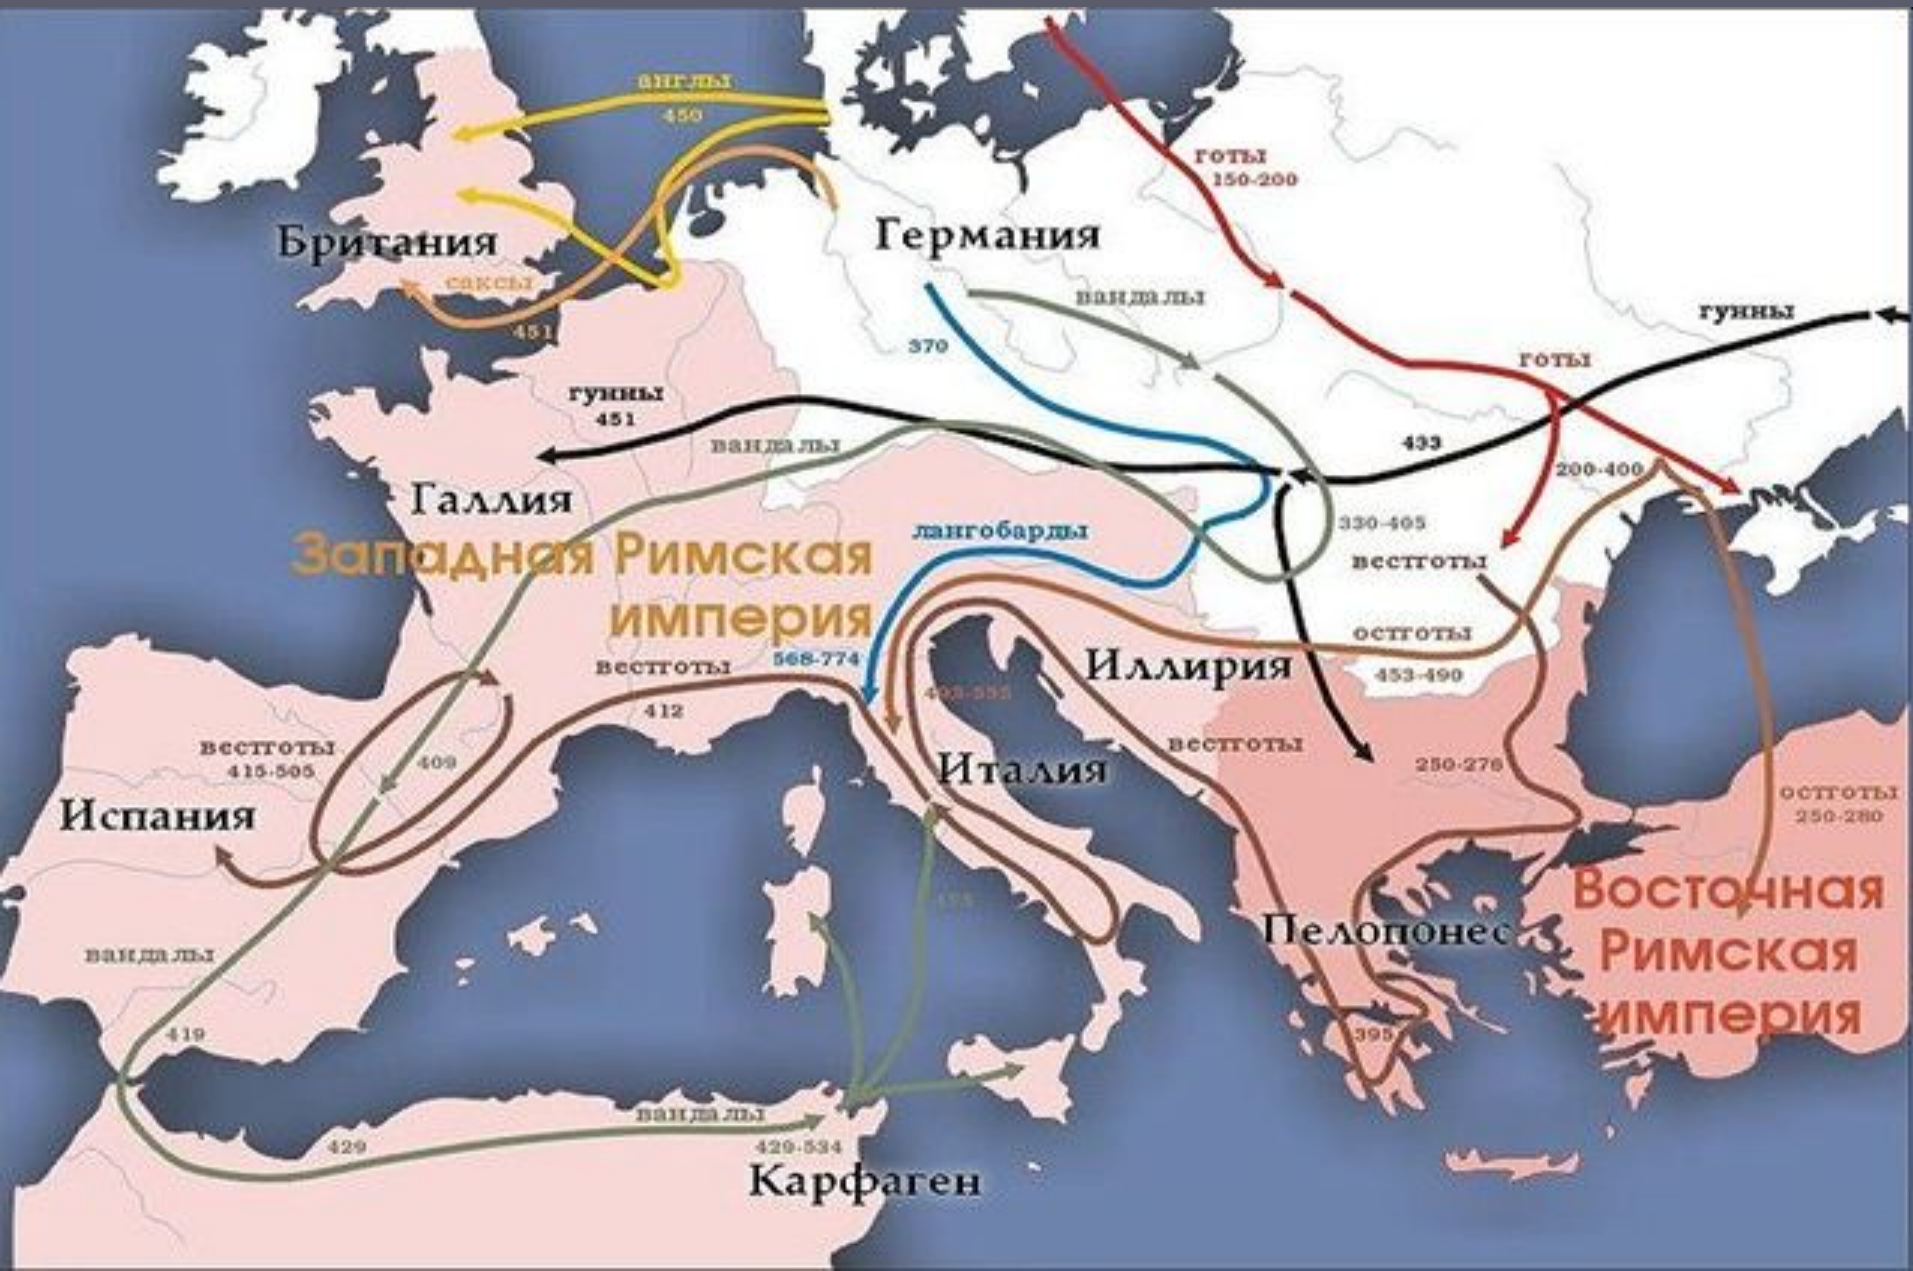 англы
450
готы
150-200
Британия
Германия
саксы
451
вандалы
гунны
370
готы
гунны
451
433
вандалы
200-400
Галлия
330-405
лангобарды
Западная Римская
империя
вестготы
остготы
453-490
568-774
вестготы
412
Иллирия
вестготы
415-505
409
вестготы
250-278
Италия
Испания
остготы
250-280
455
Восточная
Римская
империя
Пелопонес
вандалы
419
395
вандалы
429
429-534
Карфаген